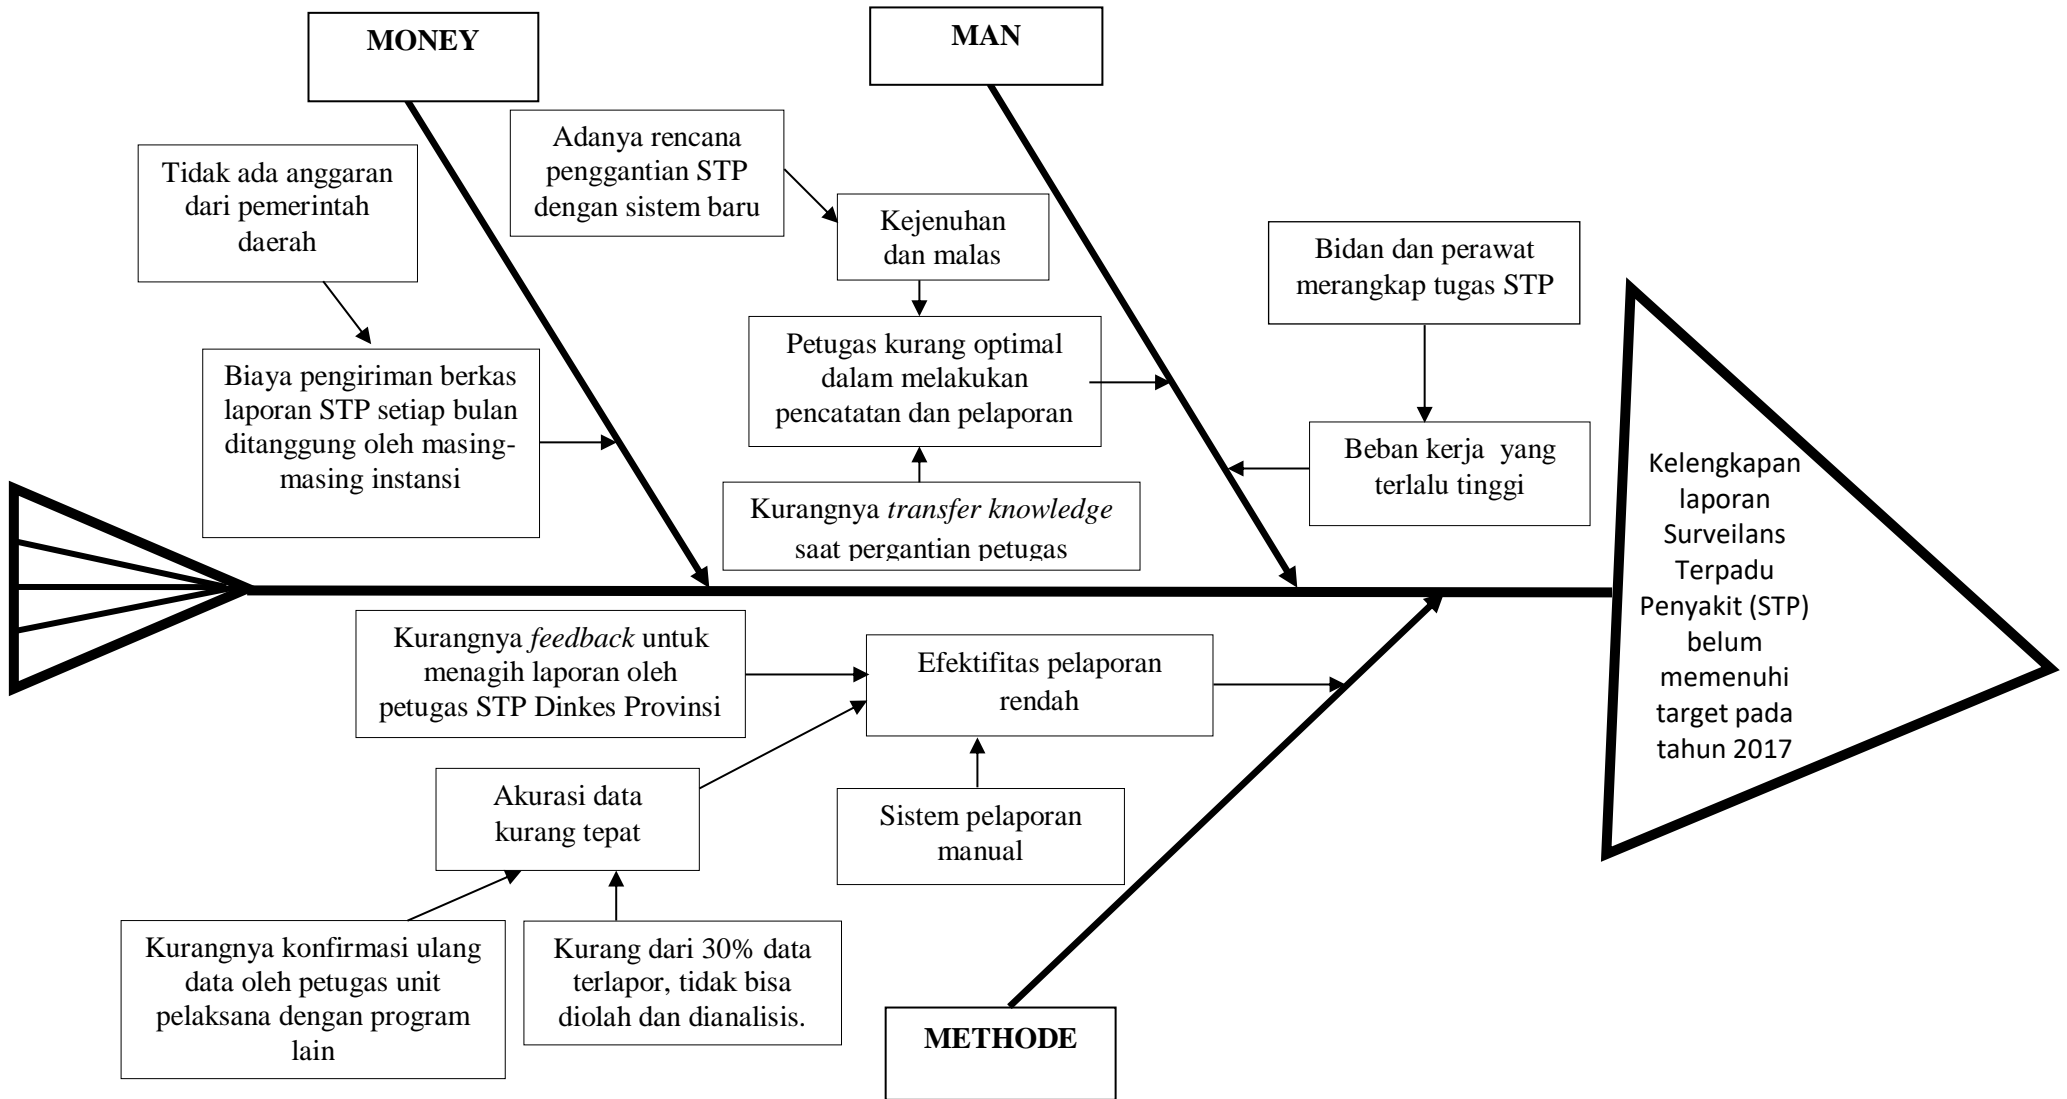 MONEY
MAN
Adanya rencana
penggantian STP
dengan sistem baru
Tidak ada anggaran
dari pemerintah
daerah
Kejenuhan
dan malas
Bidan dan perawat
merangkap tugas STP
Petugas kurang optimal
dalam melakukan
pencatatan dan pelaporan
Biaya pengiriman berkas
laporan STP setiap bulan
ditanggung oleh masing-
masing instansi
Beban kerja  yang
terlalu tinggi
Kurangnya transfer knowledge
saat pergantian petugas
Kelengkapan
laporan
Surveilans
Terpadu
Penyakit (STP)
belum
memenuhi
target pada
tahun 2017
Kurangnya feedback untuk
menagih laporan oleh
petugas STP Dinkes Provinsi
Efektifitas pelaporan
rendah
Akurasi data
kurang tepat
Sistem pelaporan
manual
Kurangnya konfirmasi ulang
data oleh petugas unit
pelaksana dengan program
lain
Kurang dari 30% data
terlapor, tidak bisa
diolah dan dianalisis.
METHODE